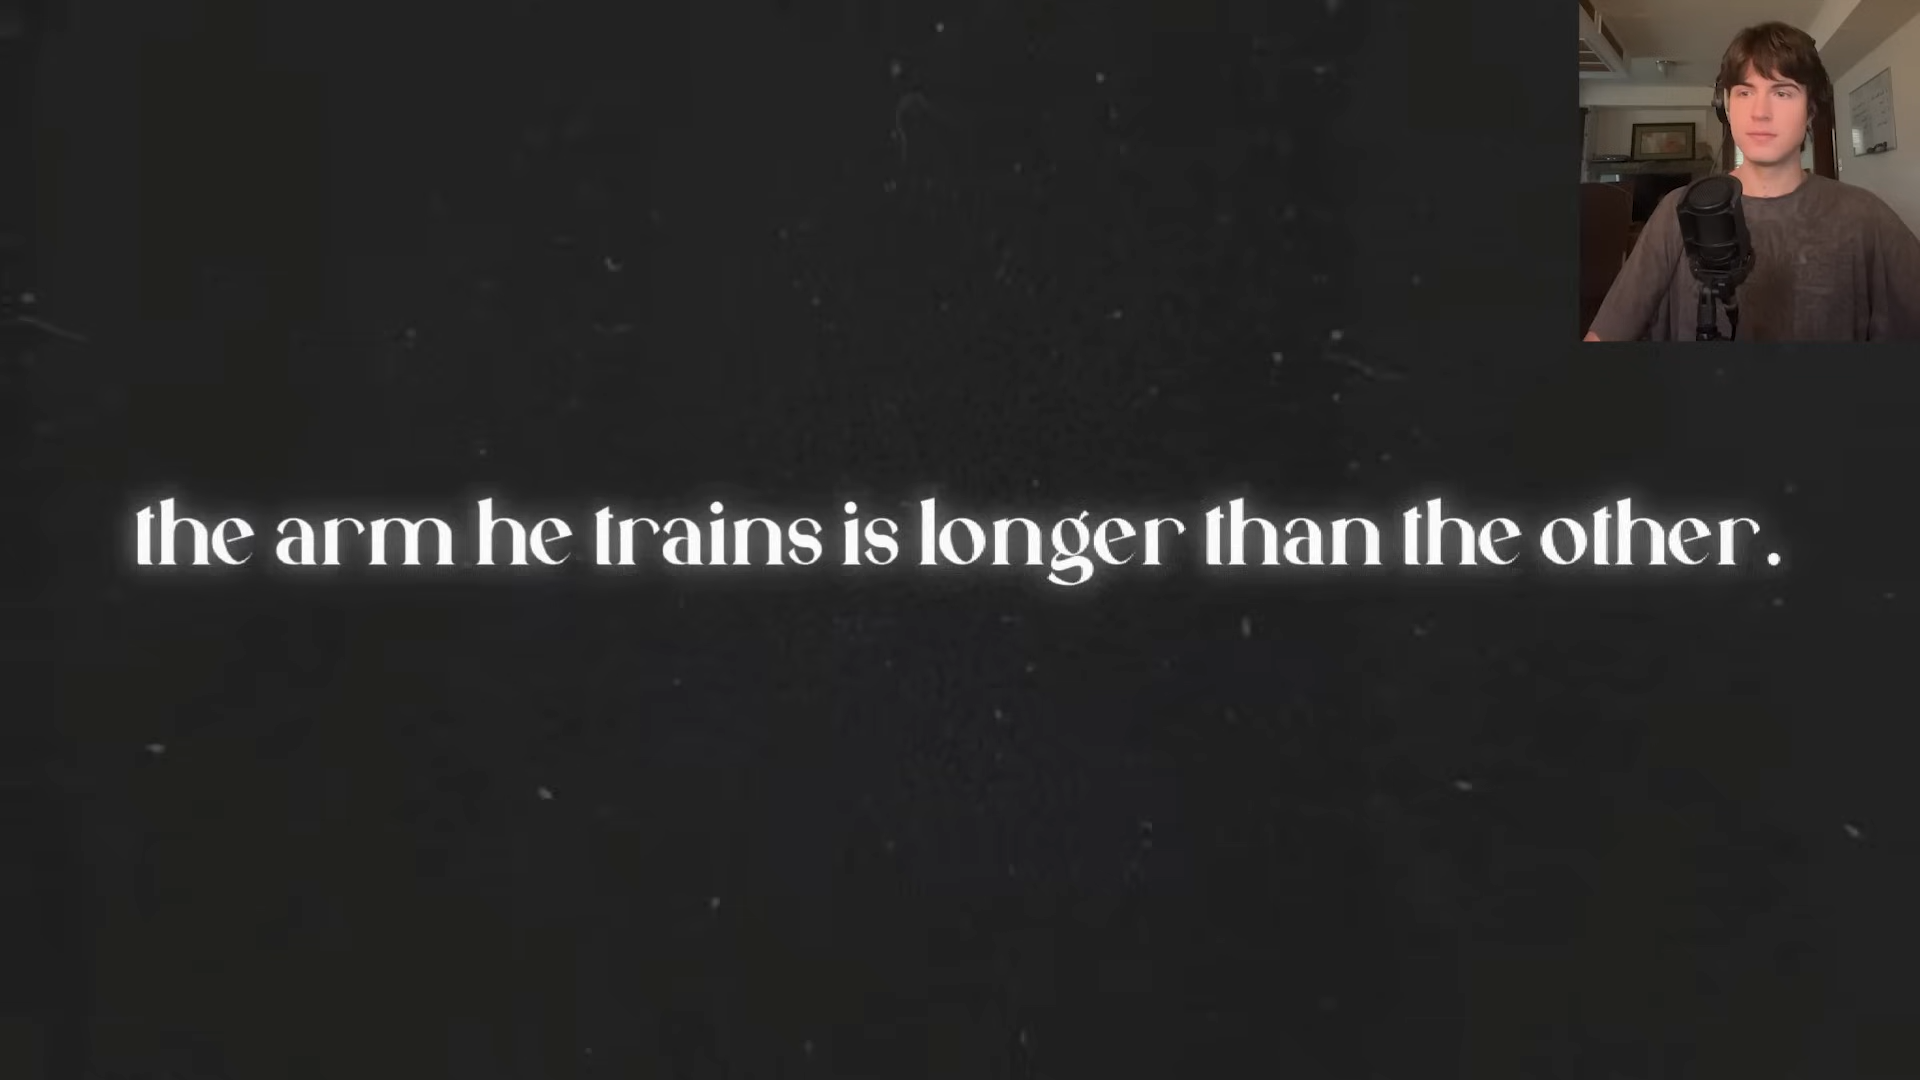 the arm he trains is longer than the other.